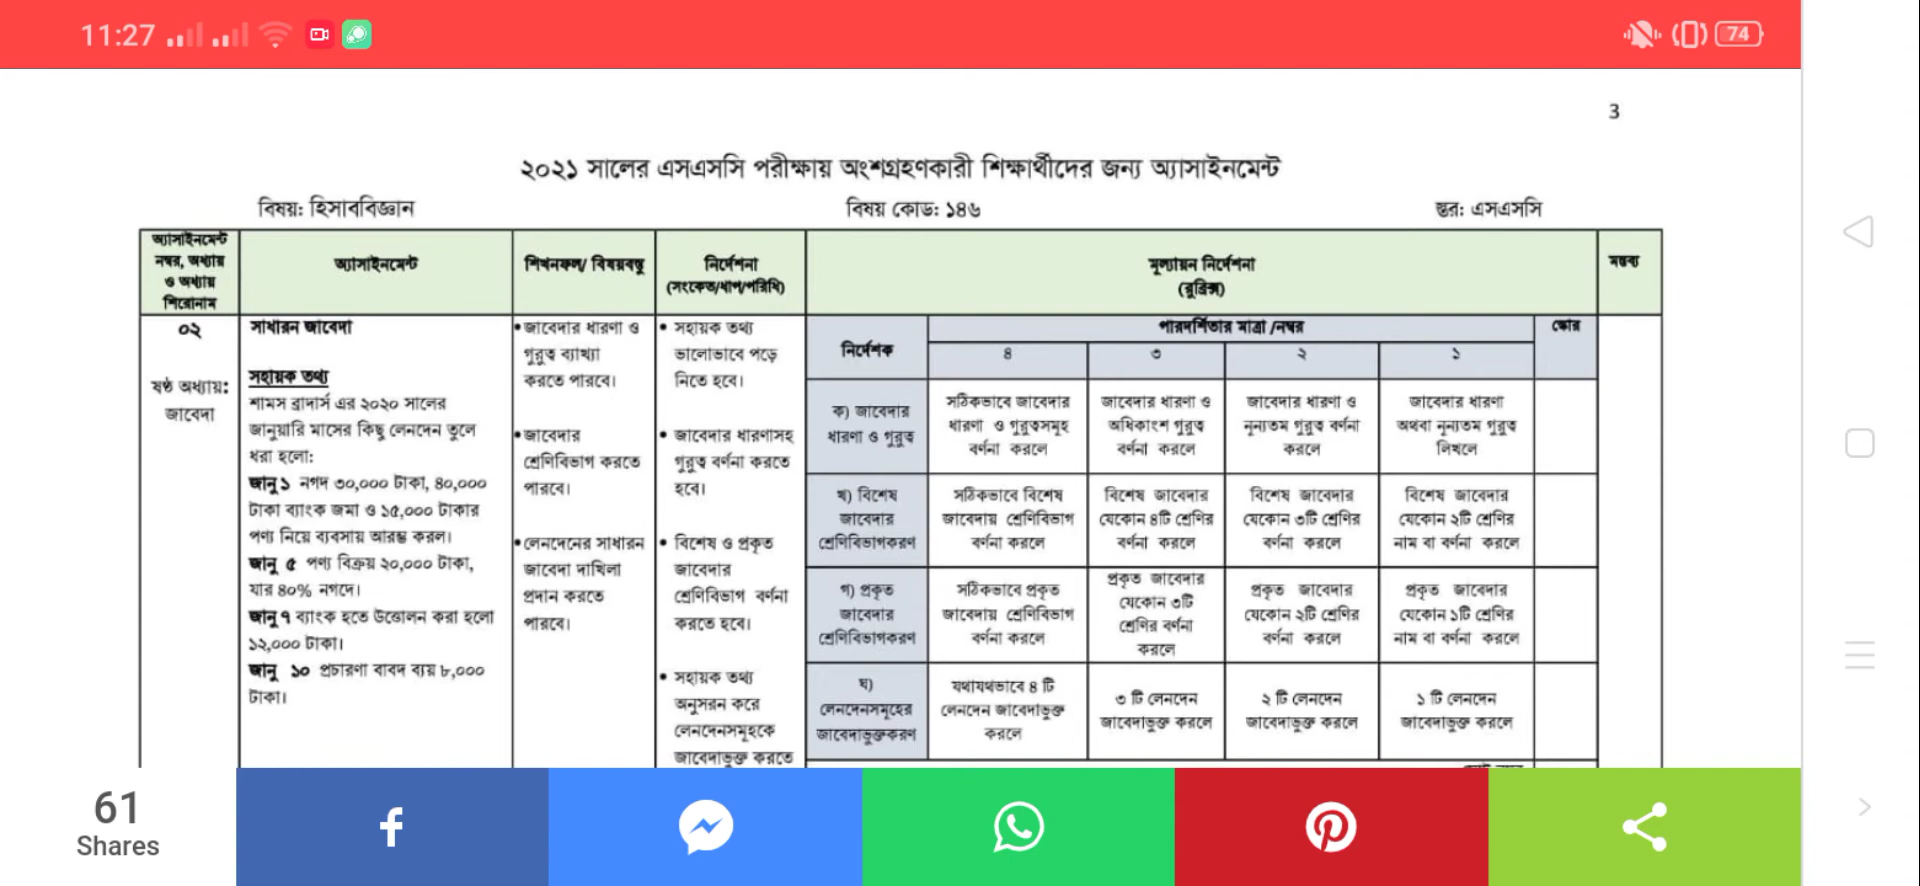 11:27
74
3
২০২১ সালের এসএসসি পরীক্ষায় অংশগ্রহণকারী শিক্ষার্থীদের জন্য অ্যাসাইনমেন্ট
বিষয়: হিসাববিজ্ঞান বিষয় কোড: ১৪৬ স্তর: এসএসসি
অ্যাসাইনমেন্ট
নম্বর, অধ্যায়
ও অধ্যায়
শিরোনাম
অ্যাসাইনমেন্ট
শিখনফল/ বিষয়বস্তু
নির্দেশনা
(সংকেত/ধাপ/পরিধি)
মূল্যায়ন নির্দেশনা
(রুব্রিক্স)
মন্তব্য
০২
ষষ্ঠ অধ্যায়:
জাবেদা
সাধারন জাবেদা
সহায়ক তথ্য
শামস ব্রাদার্স এর ২০২০ সালের
জানুয়ারি মাসের কিছু লেনদেন তুলে
ধরা হলো:
জানু ১ নগদ ৩০,০০০ টাকা, ৪০,০০০
টাকা ব্যাংক জমা ও ১৫,০০০ টাকার
পণ্য নিয়ে ব্যবসায় আরম্ভ করল।
জানু ৫ পণ্য বিক্রয় ২০,০০০ টাকা,
যার ৪০% নগদে।
জানু ৭ ব্যাংক হতে উত্তোলন করা হলো
১২,০০০ টাকা।
জানু ১০ প্রচারণা বাবদ ব্যয় ৮,০০০
টাকা।
•জাবেদার ধারণা ও
গুরুত্ব ব্যাখ্যা
করতে পারবে।
•জাবেদার
শ্রেণিবিভাগ করতে
পারবে।
•লেনদেনের সাধারন
জাবেদা দাখিলা
প্রদান করতে
পারবে।
• সহায়ক তথ্য
ভালোভাবে পড়ে
নিতে হবে।
• জাবেদার ধারণাসহ
গুরুত্ব বর্ণনা করতে
হবে।
• বিশেষ ও প্রকৃত
জাবেদার
শ্রেণিবিভাগ বর্ণনা
করতে হবে।
• সহায়ক তথ্য
অনুসরন করে
লেনদেনসমূহকে
জাবেদাভুক্ত করতে
নির্দেশক
পারদর্শিতার মাত্রা /নম্বর
স্কোর
৪ ৩ ২ ১
ক) জাবেদার
ধারণা ও গুরুত্ব
সঠিকভাবে জাবেদার
ধারণা ও গুরুত্বসমূহ
বর্ণনা করলে
জাবেদার ধারণা ও
অধিকাংশ গুরুত্ব
বর্ণনা করলে
জাবেদার ধারণা ও
নূন্যতম গুরুত্ব বর্ণনা
করলে
জাবেদার ধারণা
অথবা নূন্যতম গুরুত্ব
লিখলে
খ) বিশেষ
জাবেদার
শ্রেণিবিভাগকরণ
সঠিকভাবে বিশেষ
জাবেদায় শ্রেণিবিভাগ
বর্ণনা করলে
বিশেষ জাবেদার
যেকোন ৪টি শ্রেণির
বর্ণনা করলে
বিশেষ জাবেদার
যেকোন ৩টি শ্রেণির
বর্ণনা করলে
বিশেষ জাবেদার
যেকোন ২টি শ্রেণির
নাম বা বর্ণনা করলে
গ) প্রকৃত
জাবেদার
শ্রেণিবিভাগকরণ
সঠিকভাবে প্রকৃত
জাবেদায় শ্রেণিবিভাগ
বর্ণনা করলে
প্রকৃত জাবেদার
যেকোন ৩টি
শ্রেণির বর্ণনা
করলে
প্রকৃত জাবেদার
যেকোন ২টি শ্রেণির
বর্ণনা করলে
প্রকৃত জাবেদার
যেকোন ১টি শ্রেণির
নাম বা বর্ণনা করলে
ঘ)
লেনদেনসমূহের
জাবেদাভুক্তকরণ
যথাযথভাবে ৪ টি
লেনদেন জাবেদাভুক্ত
করলে
৩ টি লেনদেন
জাবেদাভুক্ত করলে
২ টি লেনদেন
জাবেদাভুক্ত করলে
১ টি লেনদেন
জাবেদাভুক্ত করলে
61
Shares